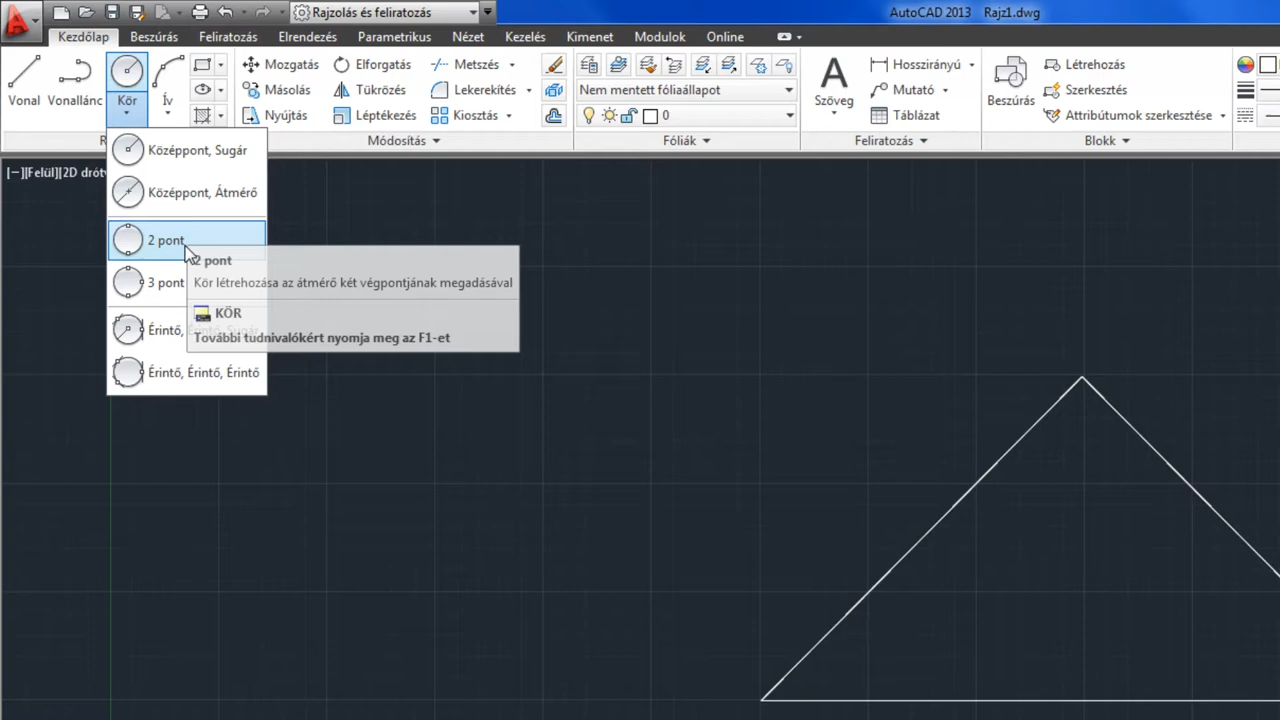 Rajzolás és feliratozás
AutoCAD 2013 Rajz1.dwg
Kezdőlap Beszúrás Feliratozás Elrendezés Parametrikus Nézet Kezelés Kimenet Modulok Online
Vonal
Vonallánc
Kör
Ív
Mozgatás
Elforgatás
Metszés
Másolás
Tükrözés
Lekerekítés
Nyújtás
Léptékezés
Kiosztás
Módosítás
Nem mentett fóliaállapot
0
Fóliák
Szöveg
Hosszirányú
Mutató
Táblázat
Feliratozás
Beszúrás
Létrehozás
Szerkesztés
Attribútumok szerkesztése
Blokk
[−][Felül][2D drót
Középpont, Sugár
Középpont, Átmérő
2 pont
3 pont
Érintő, Érintő, Sugár
Érintő, Érintő, Érintő
2 pont
Kör létrehozása az átmérő két végpontjának megadásával
KÖR
További tudnivalókért nyomja meg az F1-et